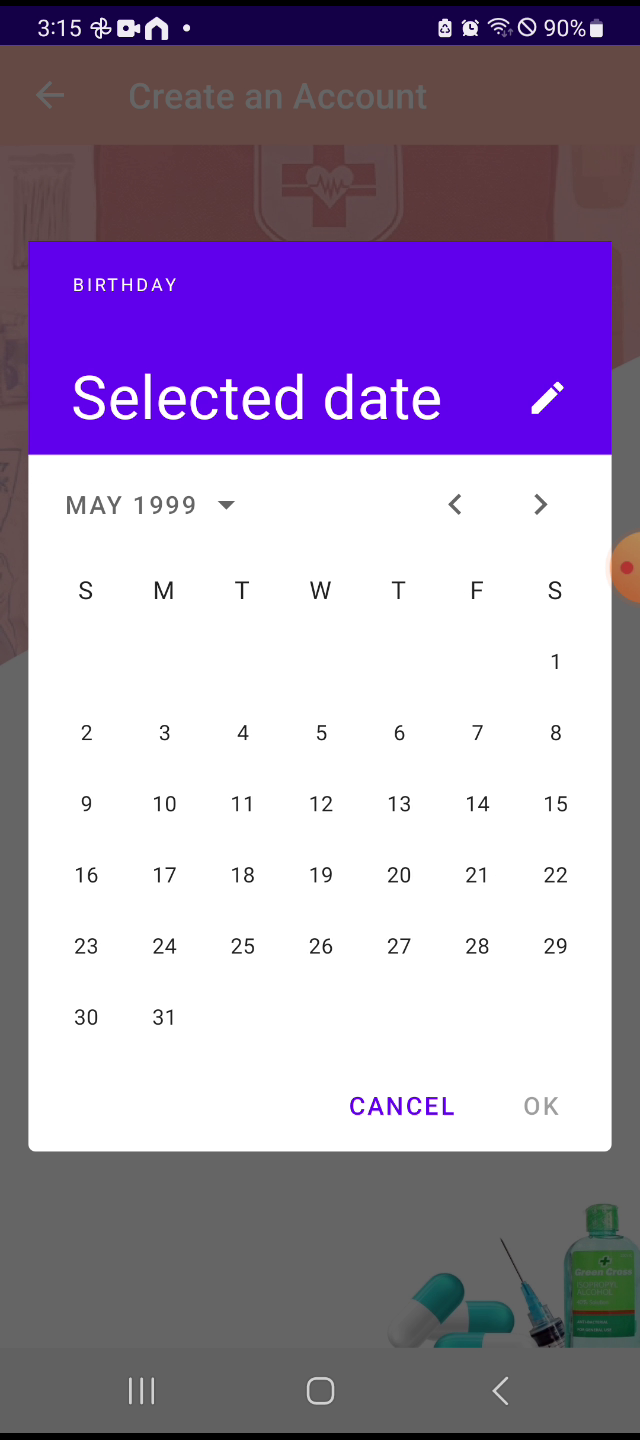 3:15 90%
Create an Account
BIRTHDAY
Selected date
MAY 1999
S M T W T F S
1
2 3 4 5 6 7 8
9 10 11 12 13 14 15
16 17 18 19 20 21 22
23 24 25 26 27 28 29
30 31
CANCEL OK
Green Cross
ISOPROPYL
ALCOHOL